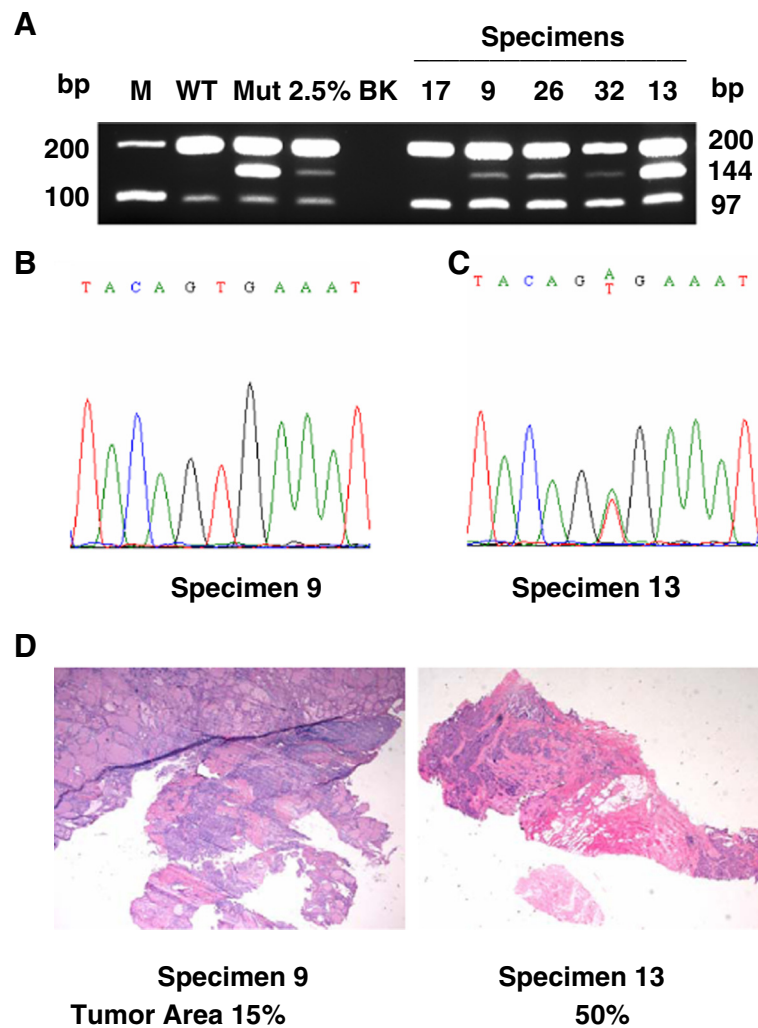 A
Specimens
bp M WT Mut 2.5% BK 17 9 26 32 13 bp
200 200
144
100 97
B C
T A C A G T G A A A T
T A C A G A G A A A T
T
Specimen 9 Specimen 13
D
Specimen 9 Specimen 13
Tumor Area 15% 50%